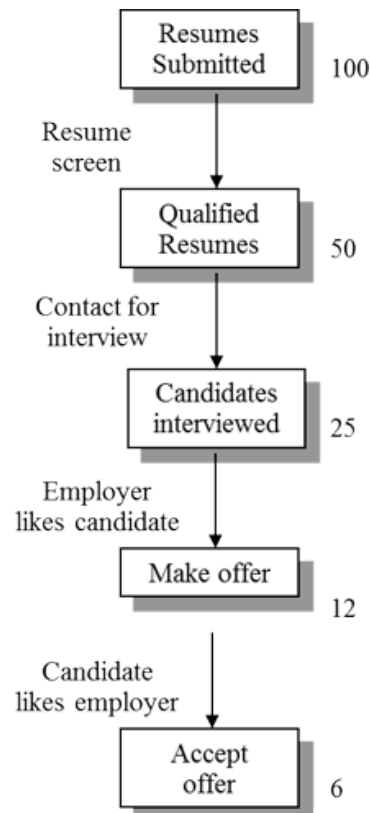 Resumes
Submitted
100
Resume
screen
Qualified
Resumes
50
Contact for
interview
Candidates
interviewed
25
Employer
likes candidate
Make offer
12
Candidate
likes employer
Accept
offer
6